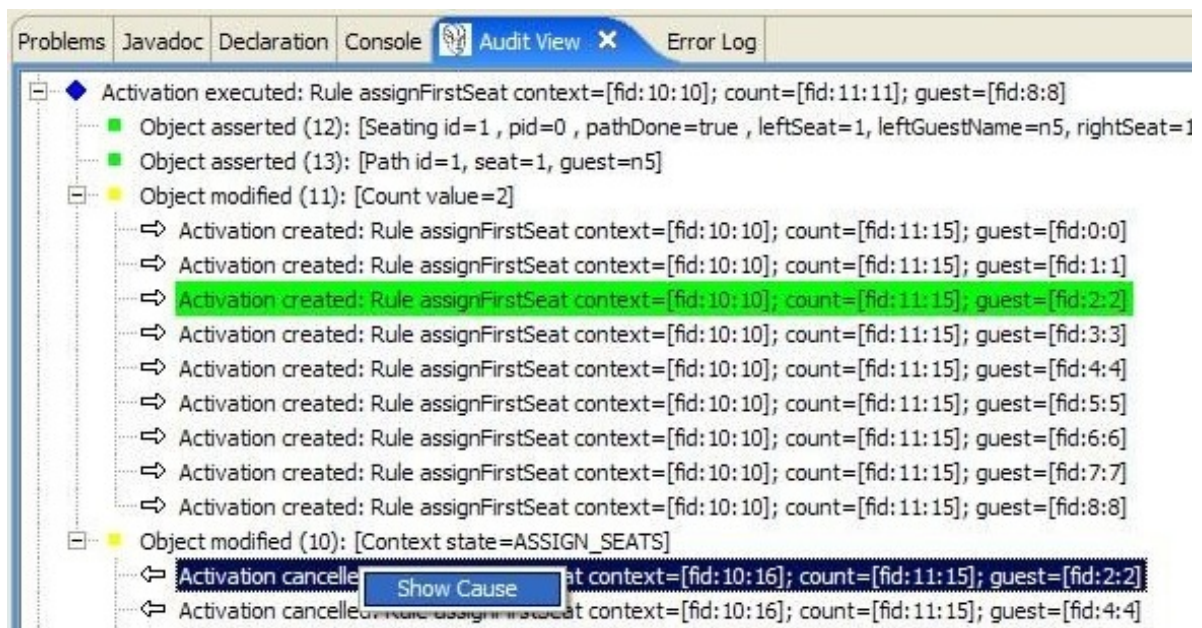 Problems Javadoc Declaration Console Audit View Error Log
Activation executed: Rule assignFirstSeat context=[fid:10:10]; count=[fid:11:11]; guest=[fid:8:8]
Object asserted (12): [Seating id=1 , pid=0 , pathDone=true , leftSeat=1, leftGuestName=n5, rightSeat=1
Object asserted (13): [Path id=1, seat=1, guest=n5]
Object modified (11): [Count value=2]
Activation created: Rule assignFirstSeat context=[fid:10:10]; count=[fid:11:15]; guest=[fid:0:0]
Activation created: Rule assignFirstSeat context=[fid:10:10]; count=[fid:11:15]; guest=[fid:1:1]
Activation created: Rule assignFirstSeat context=[fid:10:10]; count=[fid:11:15]; guest=[fid:2:2]
Activation created: Rule assignFirstSeat context=[fid:10:10]; count=[fid:11:15]; guest=[fid:3:3]
Activation created: Rule assignFirstSeat context=[fid:10:10]; count=[fid:11:15]; guest=[fid:4:4]
Activation created: Rule assignFirstSeat context=[fid:10:10]; count=[fid:11:15]; guest=[fid:5:5]
Activation created: Rule assignFirstSeat context=[fid:10:10]; count=[fid:11:15]; guest=[fid:6:6]
Activation created: Rule assignFirstSeat context=[fid:10:10]; count=[fid:11:15]; guest=[fid:7:7]
Activation created: Rule assignFirstSeat context=[fid:10:10]; count=[fid:11:15]; guest=[fid:8:8]
Object modified (10): [Context state=ASSIGN_SEATS]
Activation cancelle Show Cause at context=[fid:10:16]; count=[fid:11:15]; guest=[fid:2:2]
Activation cancelled: Rule assignFirstSeat context=[fid:10:16]; count=[fid:11:15]; guest=[fid:4:4]